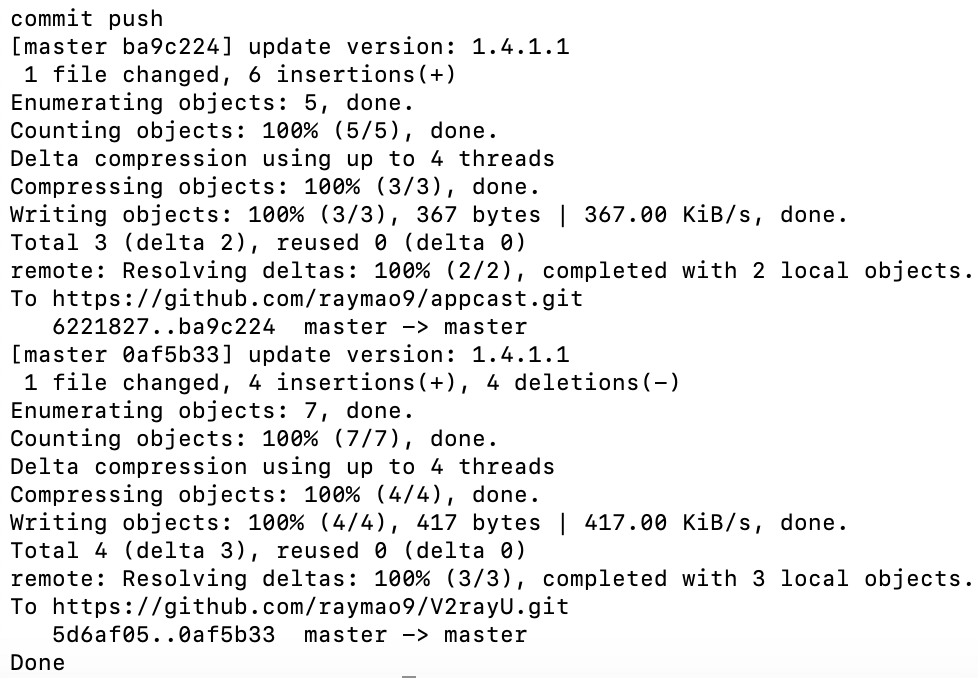 commit push
[master ba9c224] update version: 1.4.1.1
 1 file changed, 6 insertions(+)
Enumerating objects: 5, done.
Counting objects: 100% (5/5), done.
Delta compression using up to 4 threads
Compressing objects: 100% (3/3), done.
Writing objects: 100% (3/3), 367 bytes | 367.00 KiB/s, done.
Total 3 (delta 2), reused 0 (delta 0)
remote: Resolving deltas: 100% (2/2), completed with 2 local objects.
To https://github.com/raymao9/appcast.git
   6221827..ba9c224  master -> master
[master 0af5b33] update version: 1.4.1.1
 1 file changed, 4 insertions(+), 4 deletions(-)
Enumerating objects: 7, done.
Counting objects: 100% (7/7), done.
Delta compression using up to 4 threads
Compressing objects: 100% (4/4), done.
Writing objects: 100% (4/4), 417 bytes | 417.00 KiB/s, done.
Total 4 (delta 3), reused 0 (delta 0)
remote: Resolving deltas: 100% (3/3), completed with 3 local objects.
To https://github.com/raymao9/V2rayU.git
   5d6af05..0af5b33  master -> master
Done